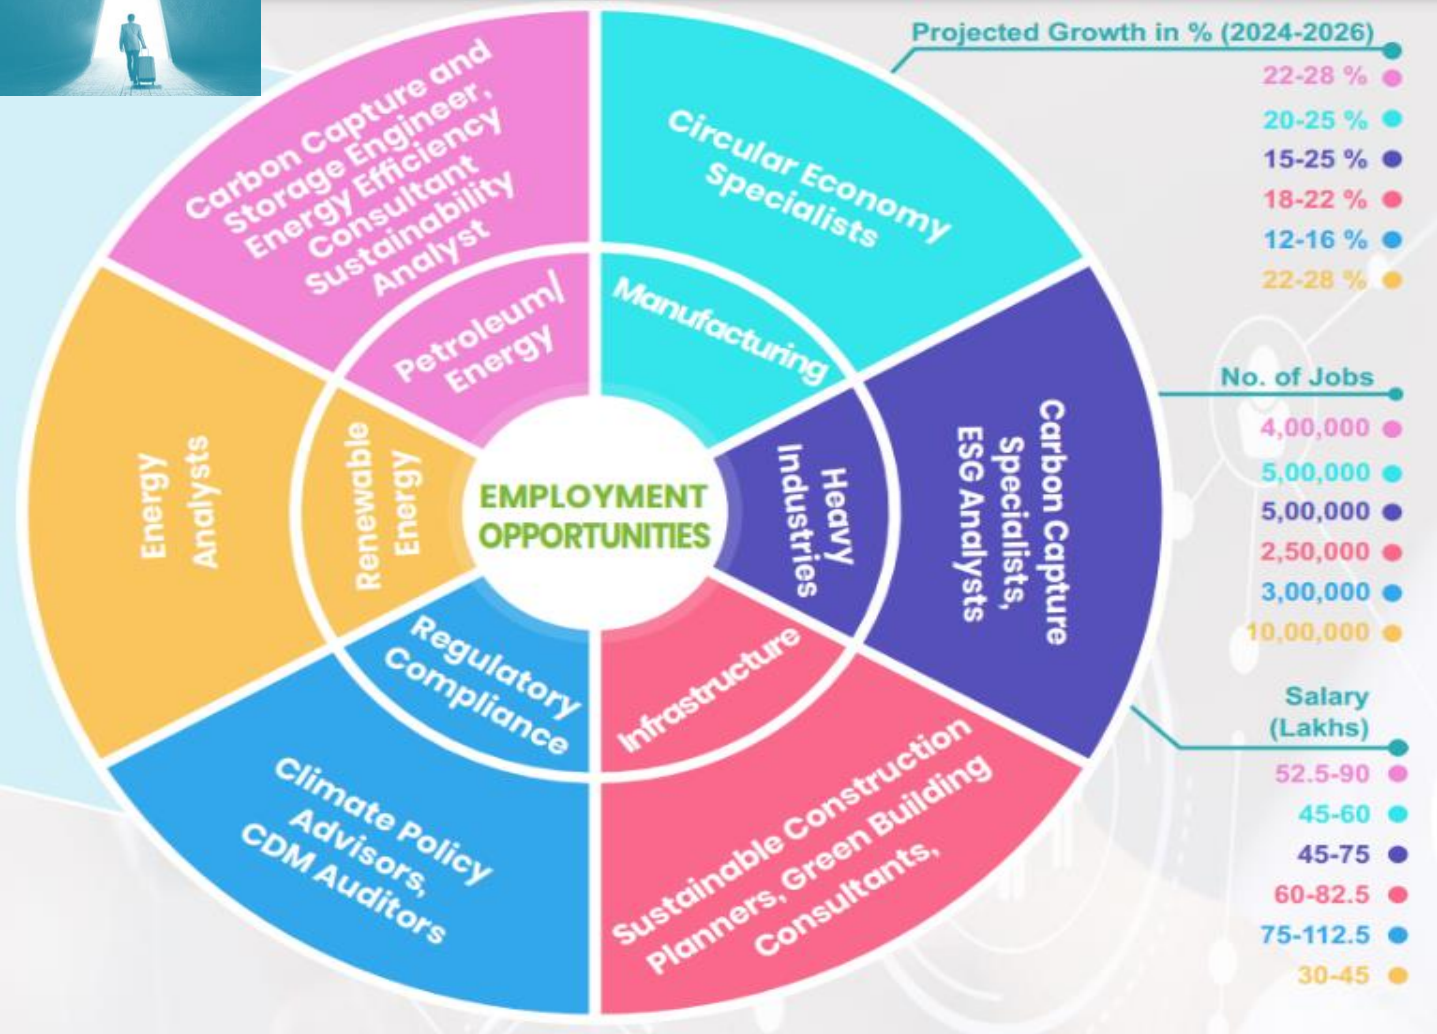 Carbon Capture and
Storage Engineer,
Energy Efficiency
Consultant
Sustainability
Analyst
Petroleum/
Energy
Circular Economy
Specialists
Manufacturing
Carbon Capture
Specialists,
ESG Analysts
Heavy
Industries
Sustainable Construction
Planners, Green Building
Consultants,
Infrastructure
Climate Policy
Advisors,
CDM Auditors
Regulatory
Compliance
Energy
Analysts
Renewable
Energy
EMPLOYMENT
OPPORTUNITIES
Projected Growth in % (2024-2026)
22-28 %
20-25 %
15-25 %
18-22 %
12-16 %
22-28 %
No. of Jobs
4,00,000
5,00,000
5,00,000
2,50,000
3,00,000
10,00,000
Salary
(Lakhs)
52.5-90
45-60
45-75
60-82.5
75-112.5
30-45